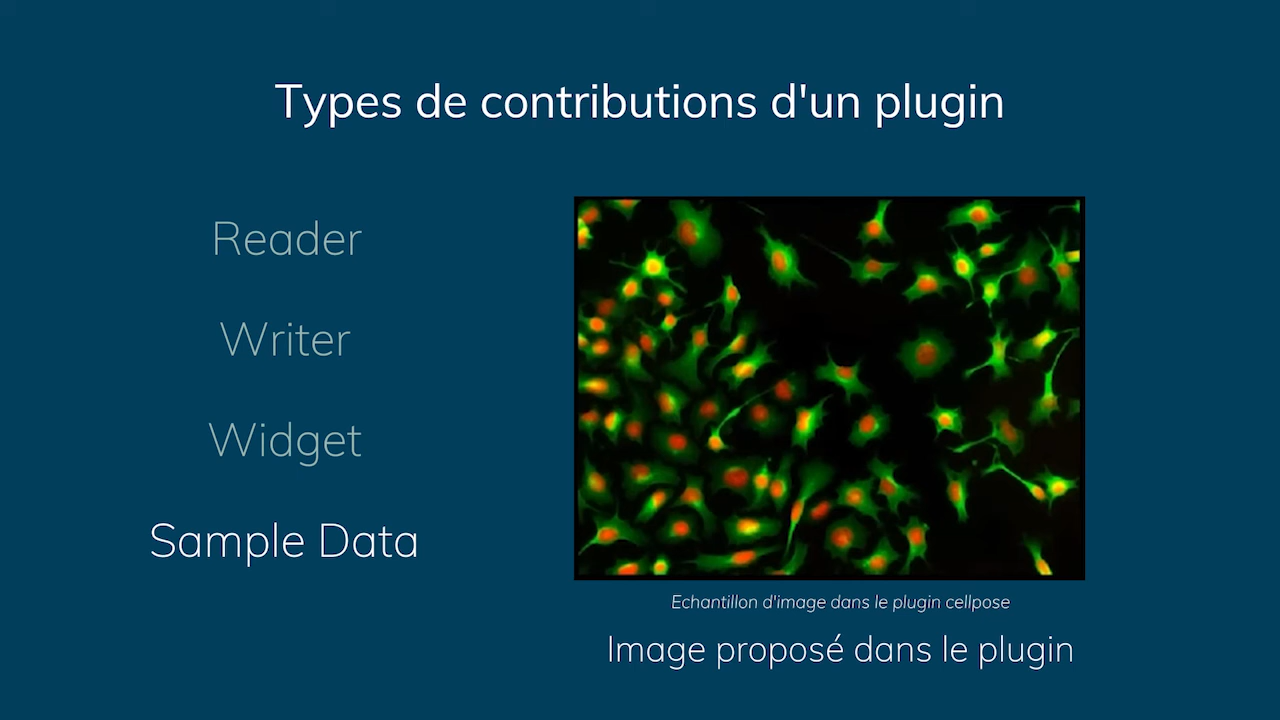 Types de contributions d'un plugin
Reader
Writer
Widget
Sample Data
Echantillon d'image dans le plugin cellpose
Image proposé dans le plugin